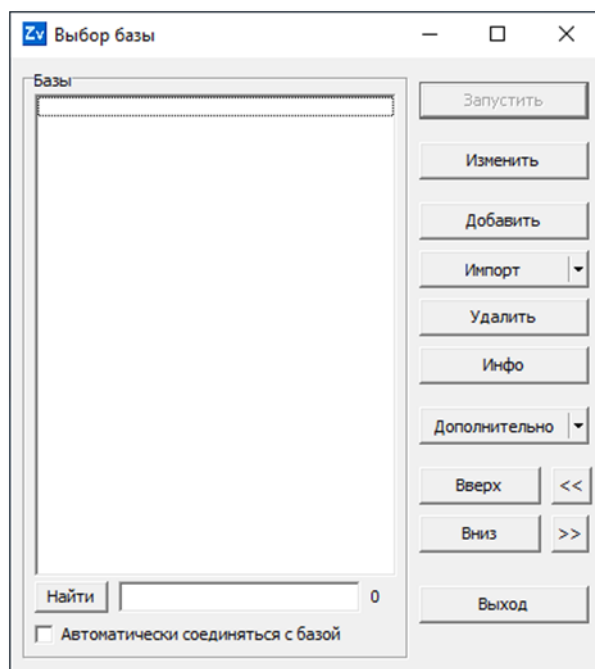 Zv Выбор базы
Базы
Запустить
Изменить
Добавить
Импорт
Удалить
Инфо
Дополнительно
Вверх <<
Вниз >>
Найти 0
Выход
Автоматически соединяться с базой